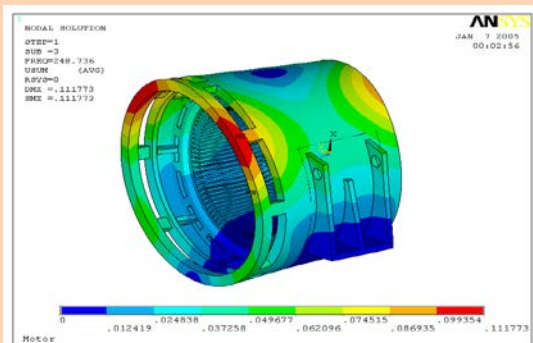 1
NODAL SOLUTION
STEP=1
SUB =3
FREQ=248.736
USUM (AVG)
RSYS=0
DMX =.111773
SMX =.111773
ANSYS
JAN 7 2005
00:02:56
X
0 .024838 .049677 .074515 .099354
.012419 .037258 .062096 .086935 .111773
Motor